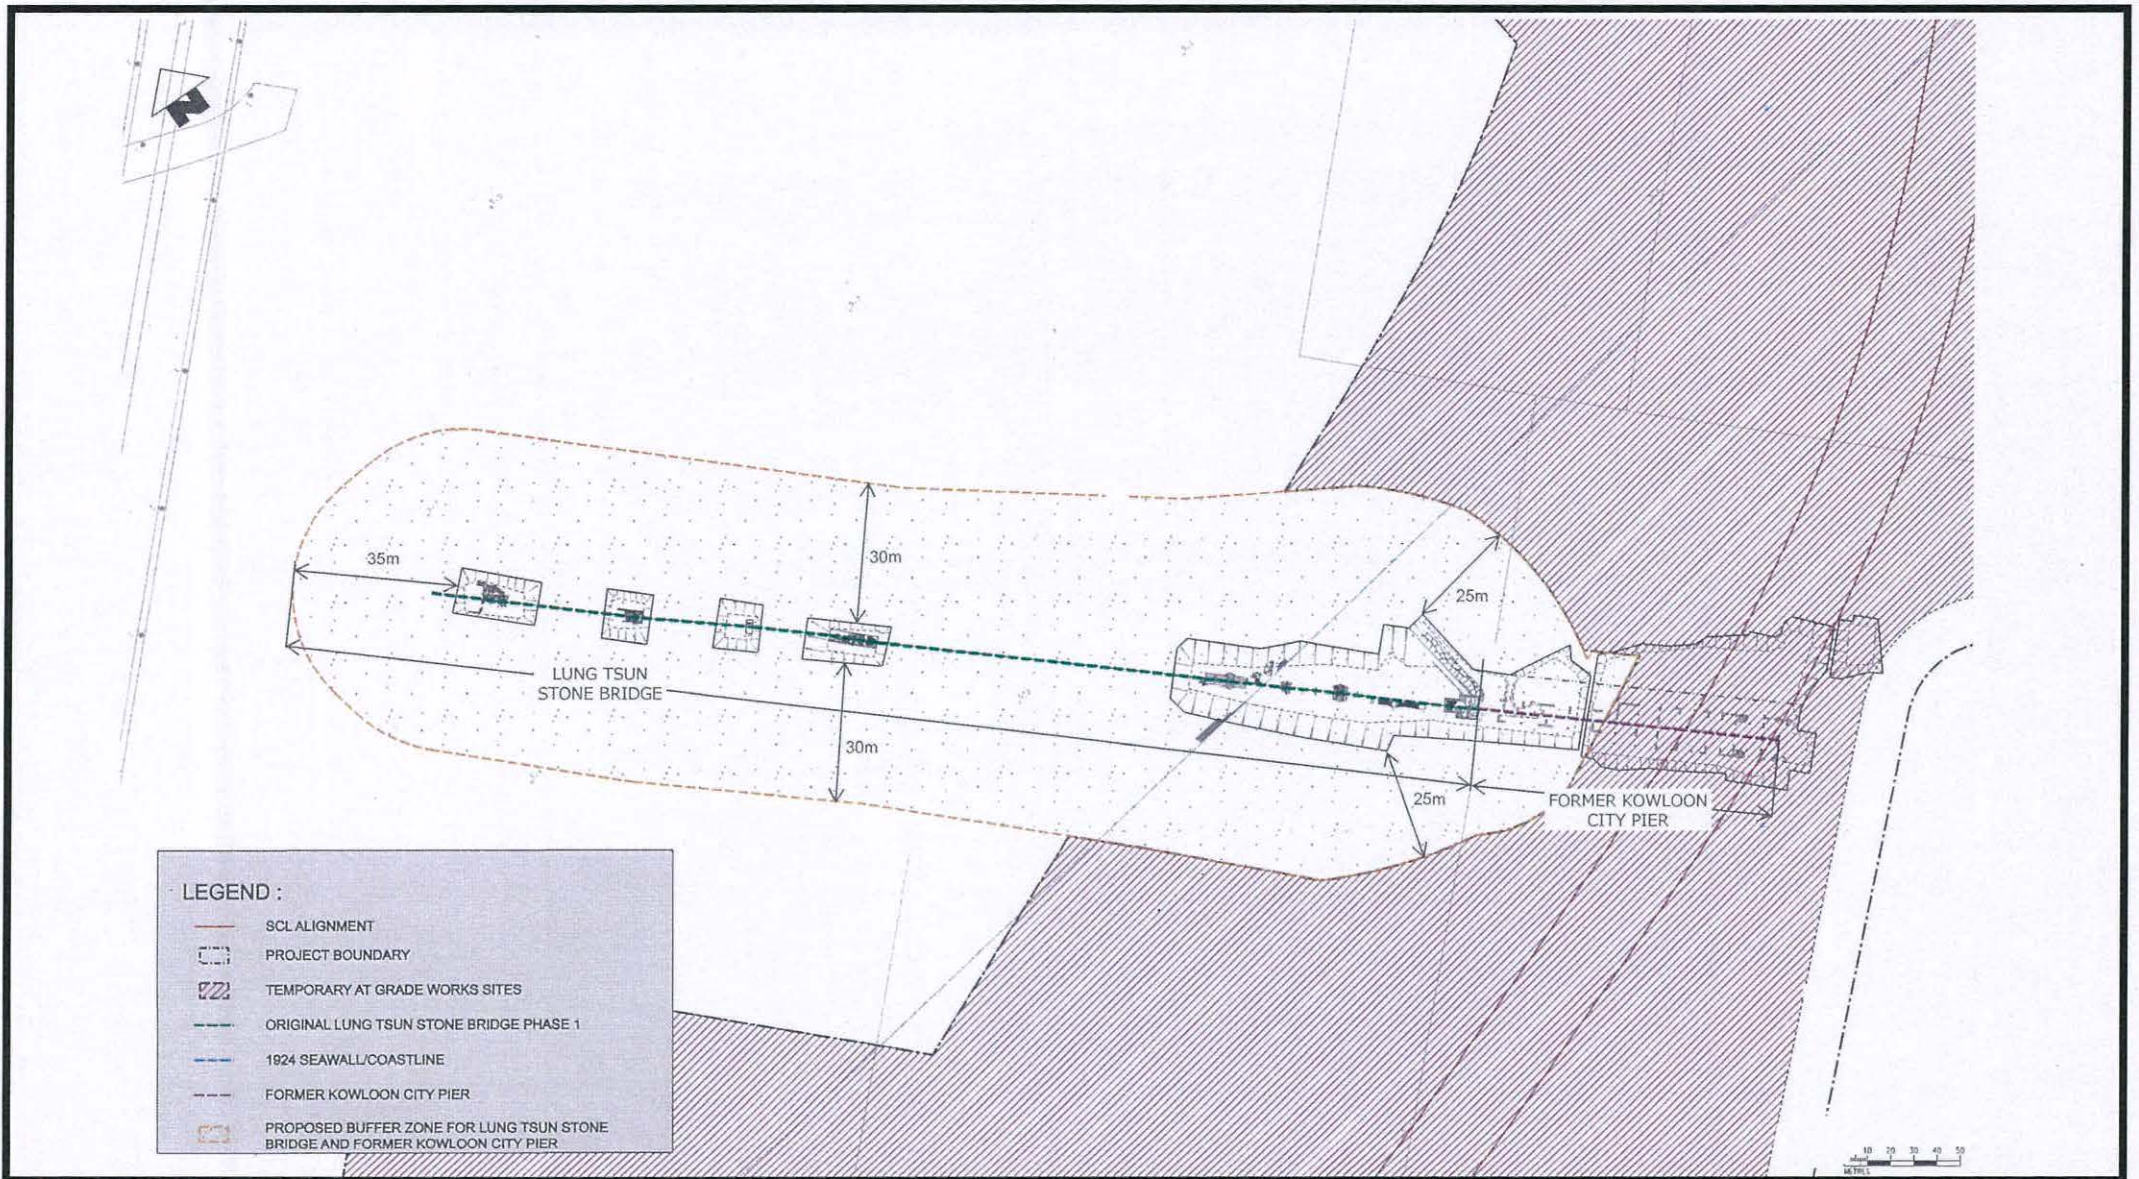 N
35m
30m
25m
LUNG TSUN
STONE BRIDGE
30m
25m
FORMER KOWLOON
CITY PIER
LEGEND :
SCL ALIGNMENT
PROJECT BOUNDARY
TEMPORARY AT GRADE WORKS SITES
ORIGINAL LUNG TSUN STONE BRIDGE PHASE 1
1924 SEAWALL/COASTLINE
FORMER KOWLOON CITY PIER
PROPOSED BUFFER ZONE FOR LUNG TSUN STONE
BRIDGE AND FORMER KOWLOON CITY PIER
10 20 30 40 50
METRES